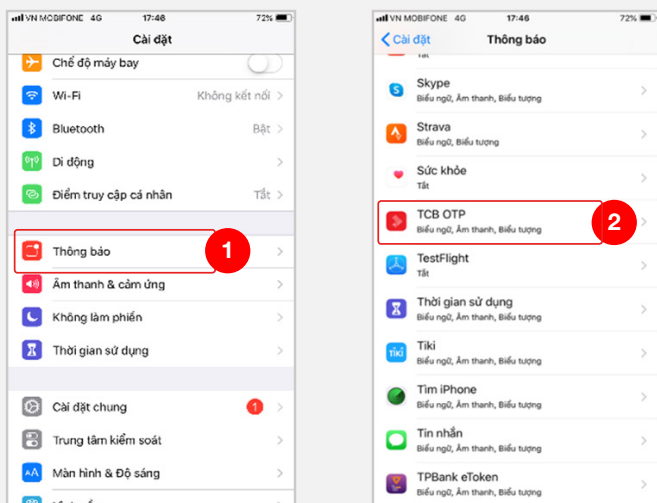 VN MOBIFONE 4G 17:46 72%
Cài đặt
Chế độ máy bay
Wi-Fi Không kết nối
Bluetooth Bật
Di động
Điểm truy cập cá nhân Tắt
Thông báo 1
Âm thanh & cảm ứng
Không làm phiền
Thời gian sử dụng
Cài đặt chung 1
Trung tâm kiểm soát
AA Màn hình & Độ sáng
VN MOBIFONE 4G 17:46 72%
Cài đặt Thông báo
Tắt
Skype
Biểu ngữ, Âm thanh, Biểu tượng
Strava
Biểu ngữ, Biểu tượng
Sức khỏe
Tắt
TCB OTP 2
Biểu ngữ, Âm thanh, Biểu tượng
TestFlight
Tắt
Thời gian sử dụng
Biểu ngữ, Âm thanh, Biểu tượng
TIKI Tiki
Biểu ngữ, Âm thanh, Biểu tượng
Tìm iPhone
Biểu ngữ, Âm thanh, Biểu tượng
Tin nhắn
Biểu ngữ, Âm thanh, Biểu tượng
TPBank eToken
Biểu ngữ, Âm thanh, Biểu tượng